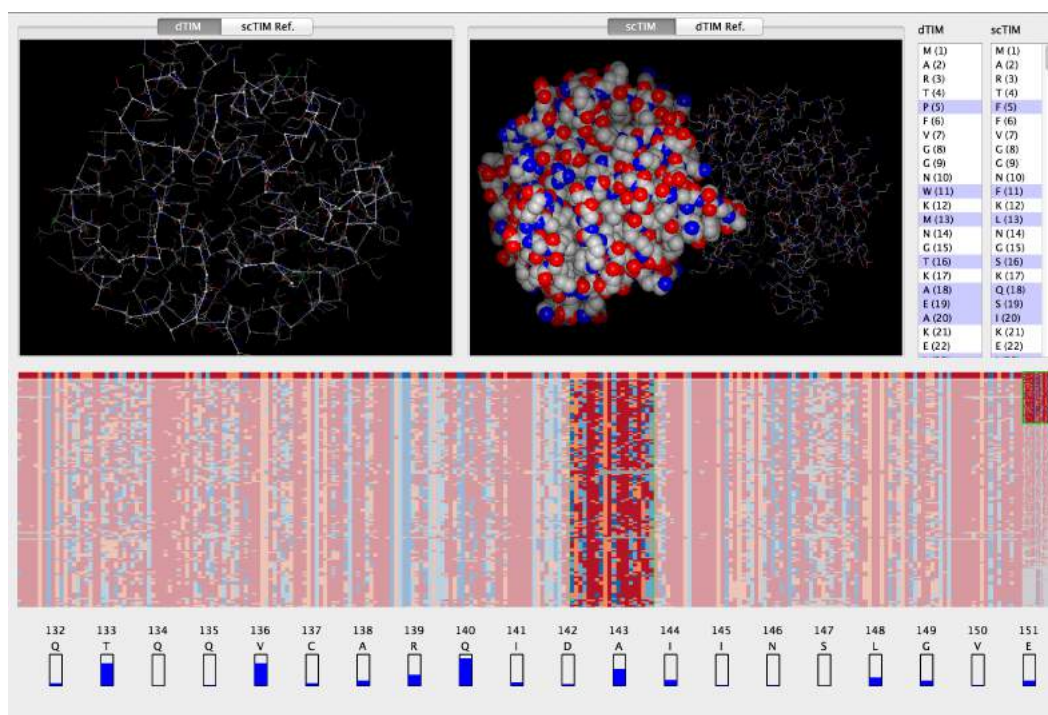 dTIM scTIM Ref. scTIM dTIM Ref. dTIM scTIM
M (1) M (1)
A (2) A (2)
R (3) R (3)
T (4) T (4)
P (5) F (5)
F (6) F (6)
V (7) V (7)
G (8) G (8)
G (9) G (9)
N (10) N (10)
W (11) F (11)
K (12) K (12)
M (13) L (13)
N (14) N (14)
G (15) G (15)
T (16) S (16)
K (17) K (17)
A (18) Q (18)
E (19) S (19)
A (20) I (20)
K (21) K (21)
E (22) E (22)
132 133 134 135 136 137 138 139 140 141 142 143 144 145 146 147 148 149 150 151
Q T Q Q V C A R Q I D A I I N S L G V E